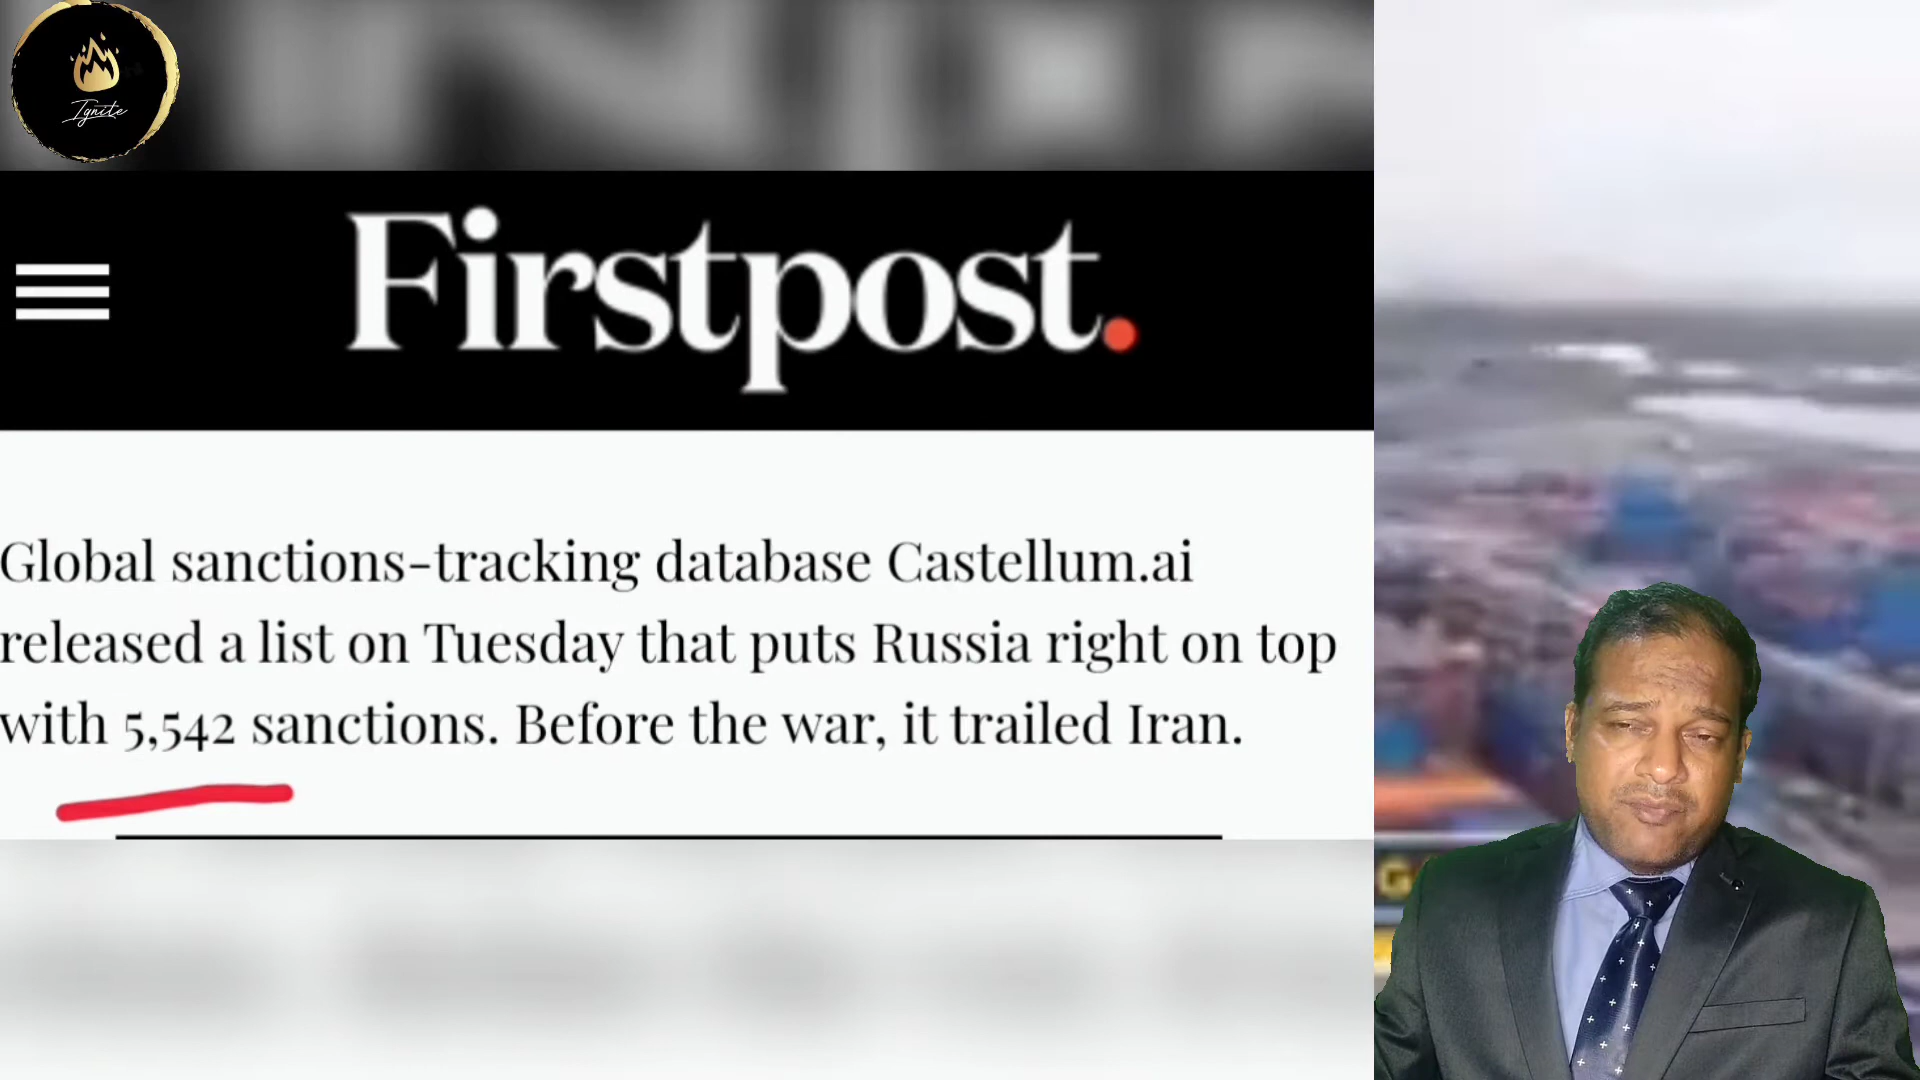 Ignite
Firstpost.
Global sanctions-tracking database Castellum.ai
released a list on Tuesday that puts Russia right on top
with 5,542 sanctions. Before the war, it trailed Iran.